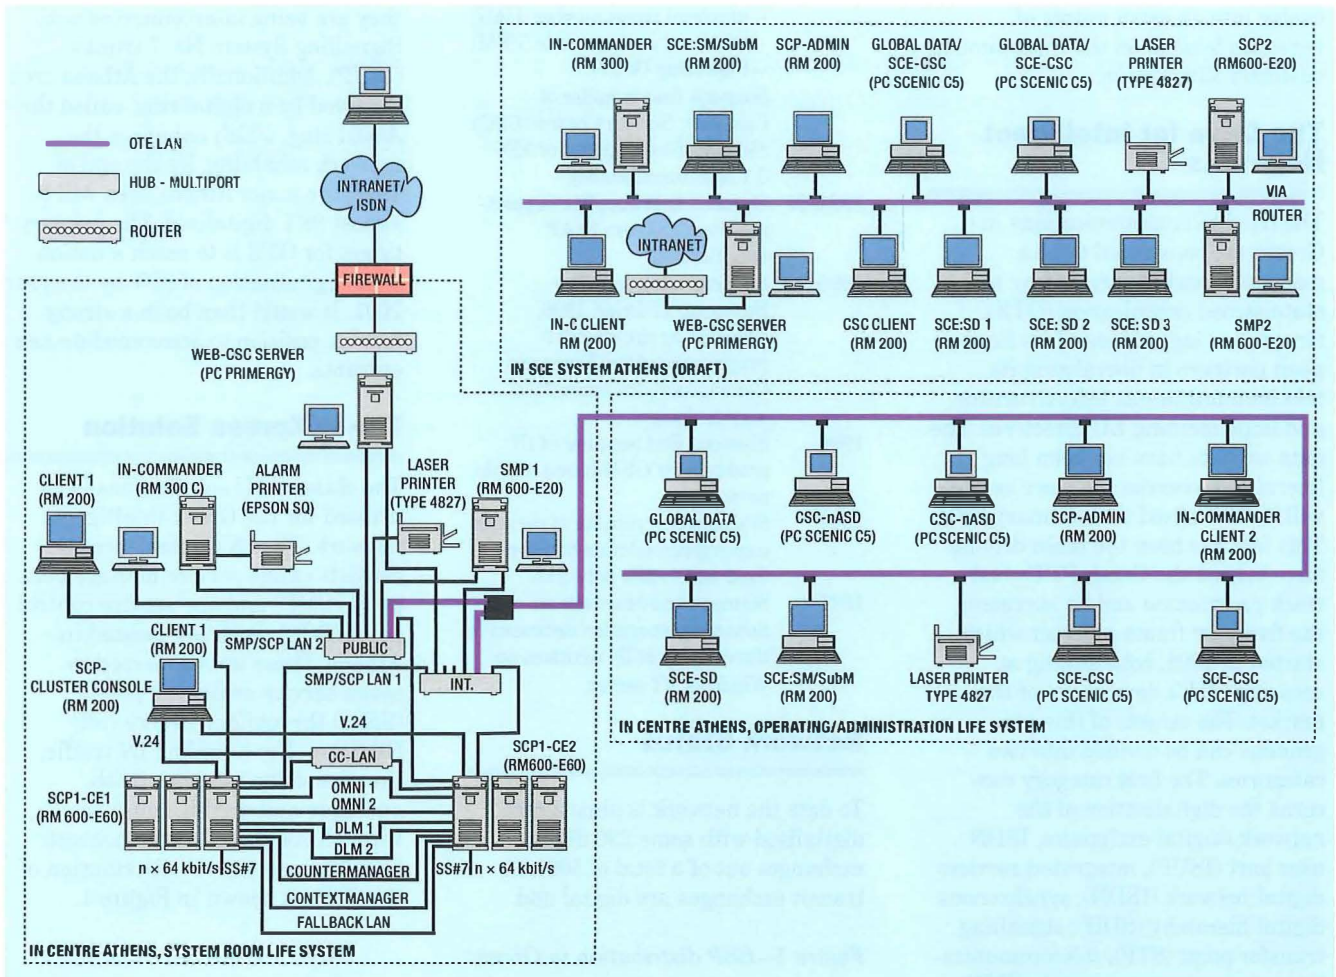 OTE LAN
HUB - MULTIPORT
ROUTER
INTRANET/
ISDN
FIREWALL
WEB-CSC SERVER
(PC PRIMERGY)
CLIENT 1
(RM 200)
IN-COMMANDER
(RM 300 C)
ALARM
PRINTER
(EPSON SQ)
LASER
PRINTER
(TYPE 4827)
SMP 1
(RM 600-E20)
CLIENT 1
(RM 200)
SMP/SCP LAN 2
PUBLIC
SMP/SCP LAN 1
INT.
SCP-
CLUSTER CONSOLE
(RM 200)
V.24
V.24
CC-LAN
SCP1-CE2
(RM600-E60)
SCP1-CE1
(RM 600-E60)
OMNI 1
OMNI 2
DLM 1
DLM 2
n × 64 kbit/s
SS#7
COUNTERMANAGER
SS#7
n × 64 kbit/s
CONTEXTMANAGER
FALLBACK LAN
IN CENTRE ATHENS, SYSTEM ROOM LIFE SYSTEM
IN-COMMANDER
(RM 300)
SCE:SM/SubM
(RM 200)
SCP-ADMIN
(RM 200)
GLOBAL DATA/
SCE-CSC
(PC SCENIC C5)
GLOBAL DATA/
SCE-CSC
(PC SCENIC C5)
LASER
PRINTER
(TYPE 4827)
SCP2
(RM600-E20)
VIA
ROUTER
INTRANET
IN-C CLIENT
RM (200)
WEB-CSC SERVER
(PC PRIMERGY)
CSC CLIENT
(RM 200)
SCE:SD 1
(RM 200)
SCE: SD 2
(RM 200)
SCE: SD 3
(RM 200)
SMP2
(RM 600-E20)
IN SCE SYSTEM ATHENS (DRAFT)
GLOBAL DATA
(PC SCENIC C5)
CSC-nASD
(PC SCENIC C5)
CSC-nASD
(PC SCENIC C5)
SCP-ADMIN
(RM 200)
IN-COMMANDER
CLIENT 2
(RM 200)
SCE-SD
(RM 200)
SCE:SM/SubM
(RM 200)
LASER PRINTER
TYPE 4827
SCE-CSC
(PC SCENIC C5)
SCE-CSC
(PC SCENIC C5)
IN CENTRE ATHENS, OPERATING/ADMINISTRATION LIFE SYSTEM